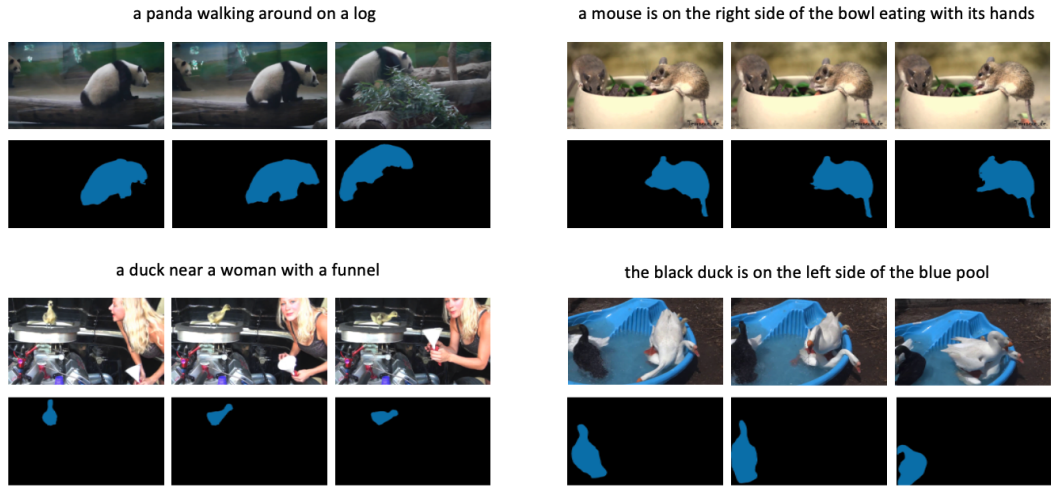 a panda walking around on a log
a mouse is on the right side of the bowl eating with its hands
a duck near a woman with a funnel
the black duck is on the left side of the blue pool